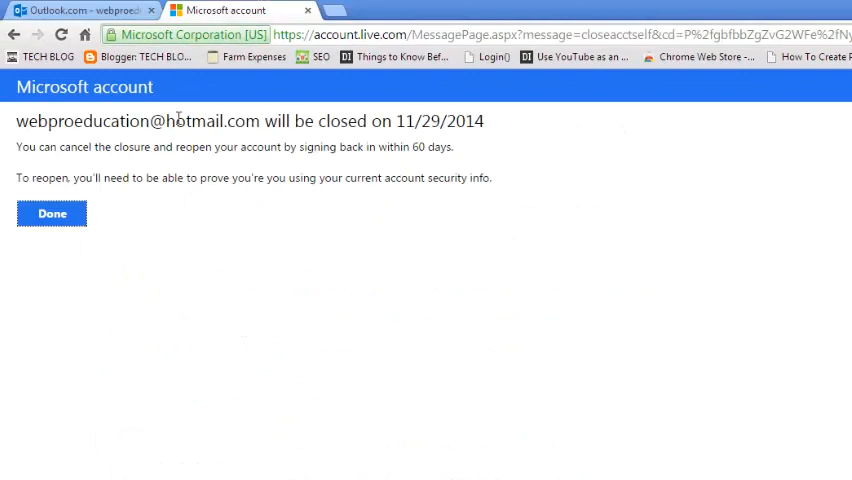 Outlook.com - webproed
Microsoft account
Microsoft Corporation [US]
https://account.live.com/MessagePage.aspx?message=closeacctself&cd=P%2fgbfbbZgZvG2WFe%2fNy
TECH BLOG
Blogger: TECH BLO...
Farm Expenses
SEO
Things to Know Bef...
Login()
Use YouTube as an ...
Chrome Web Store -...
How To Create P
Microsoft account
webproeducation@hotmail.com will be closed on 11/29/2014
You can cancel the closure and reopen your account by signing back in within 60 days.
To reopen, you'll need to be able to prove you're you using your current account security info.
Done